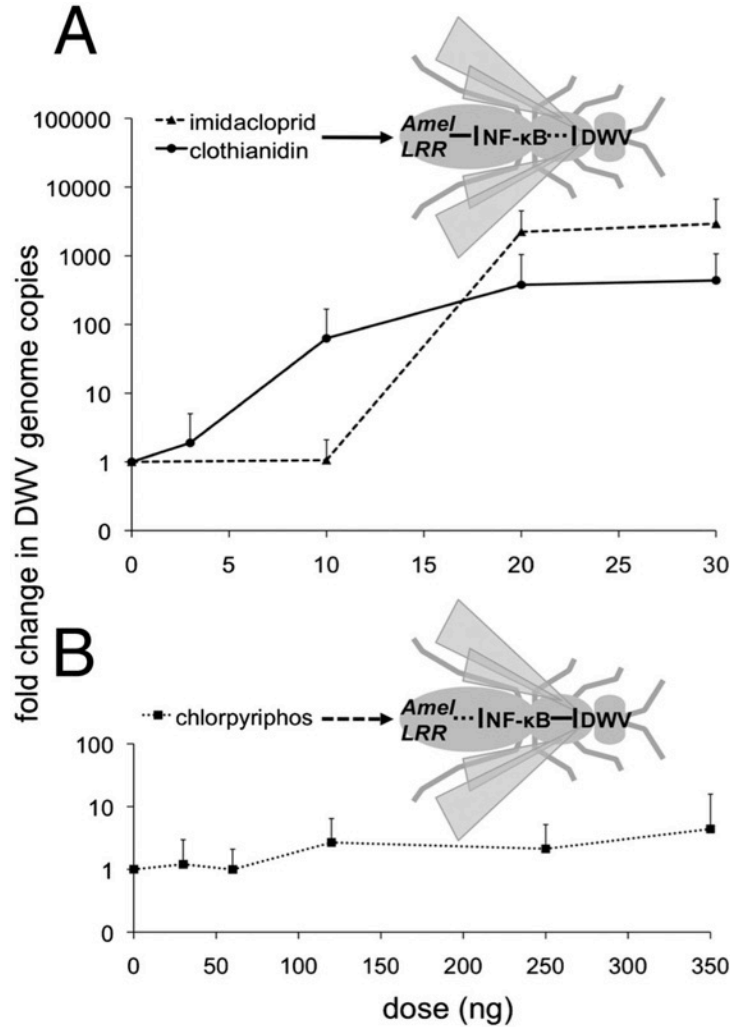 A
imidacloprid
clothianidin
Amel
LRR
NF-κB
DWV
100000
10000
1000
100
10
1
0
0 5 10 15 20 25 30
fold change in DWV genome copies
B
chlorpyriphos
Amel
LRR
NF-κB
DWV
100
10
1
0
0 50 100 150 200 250 300 350
dose (ng)